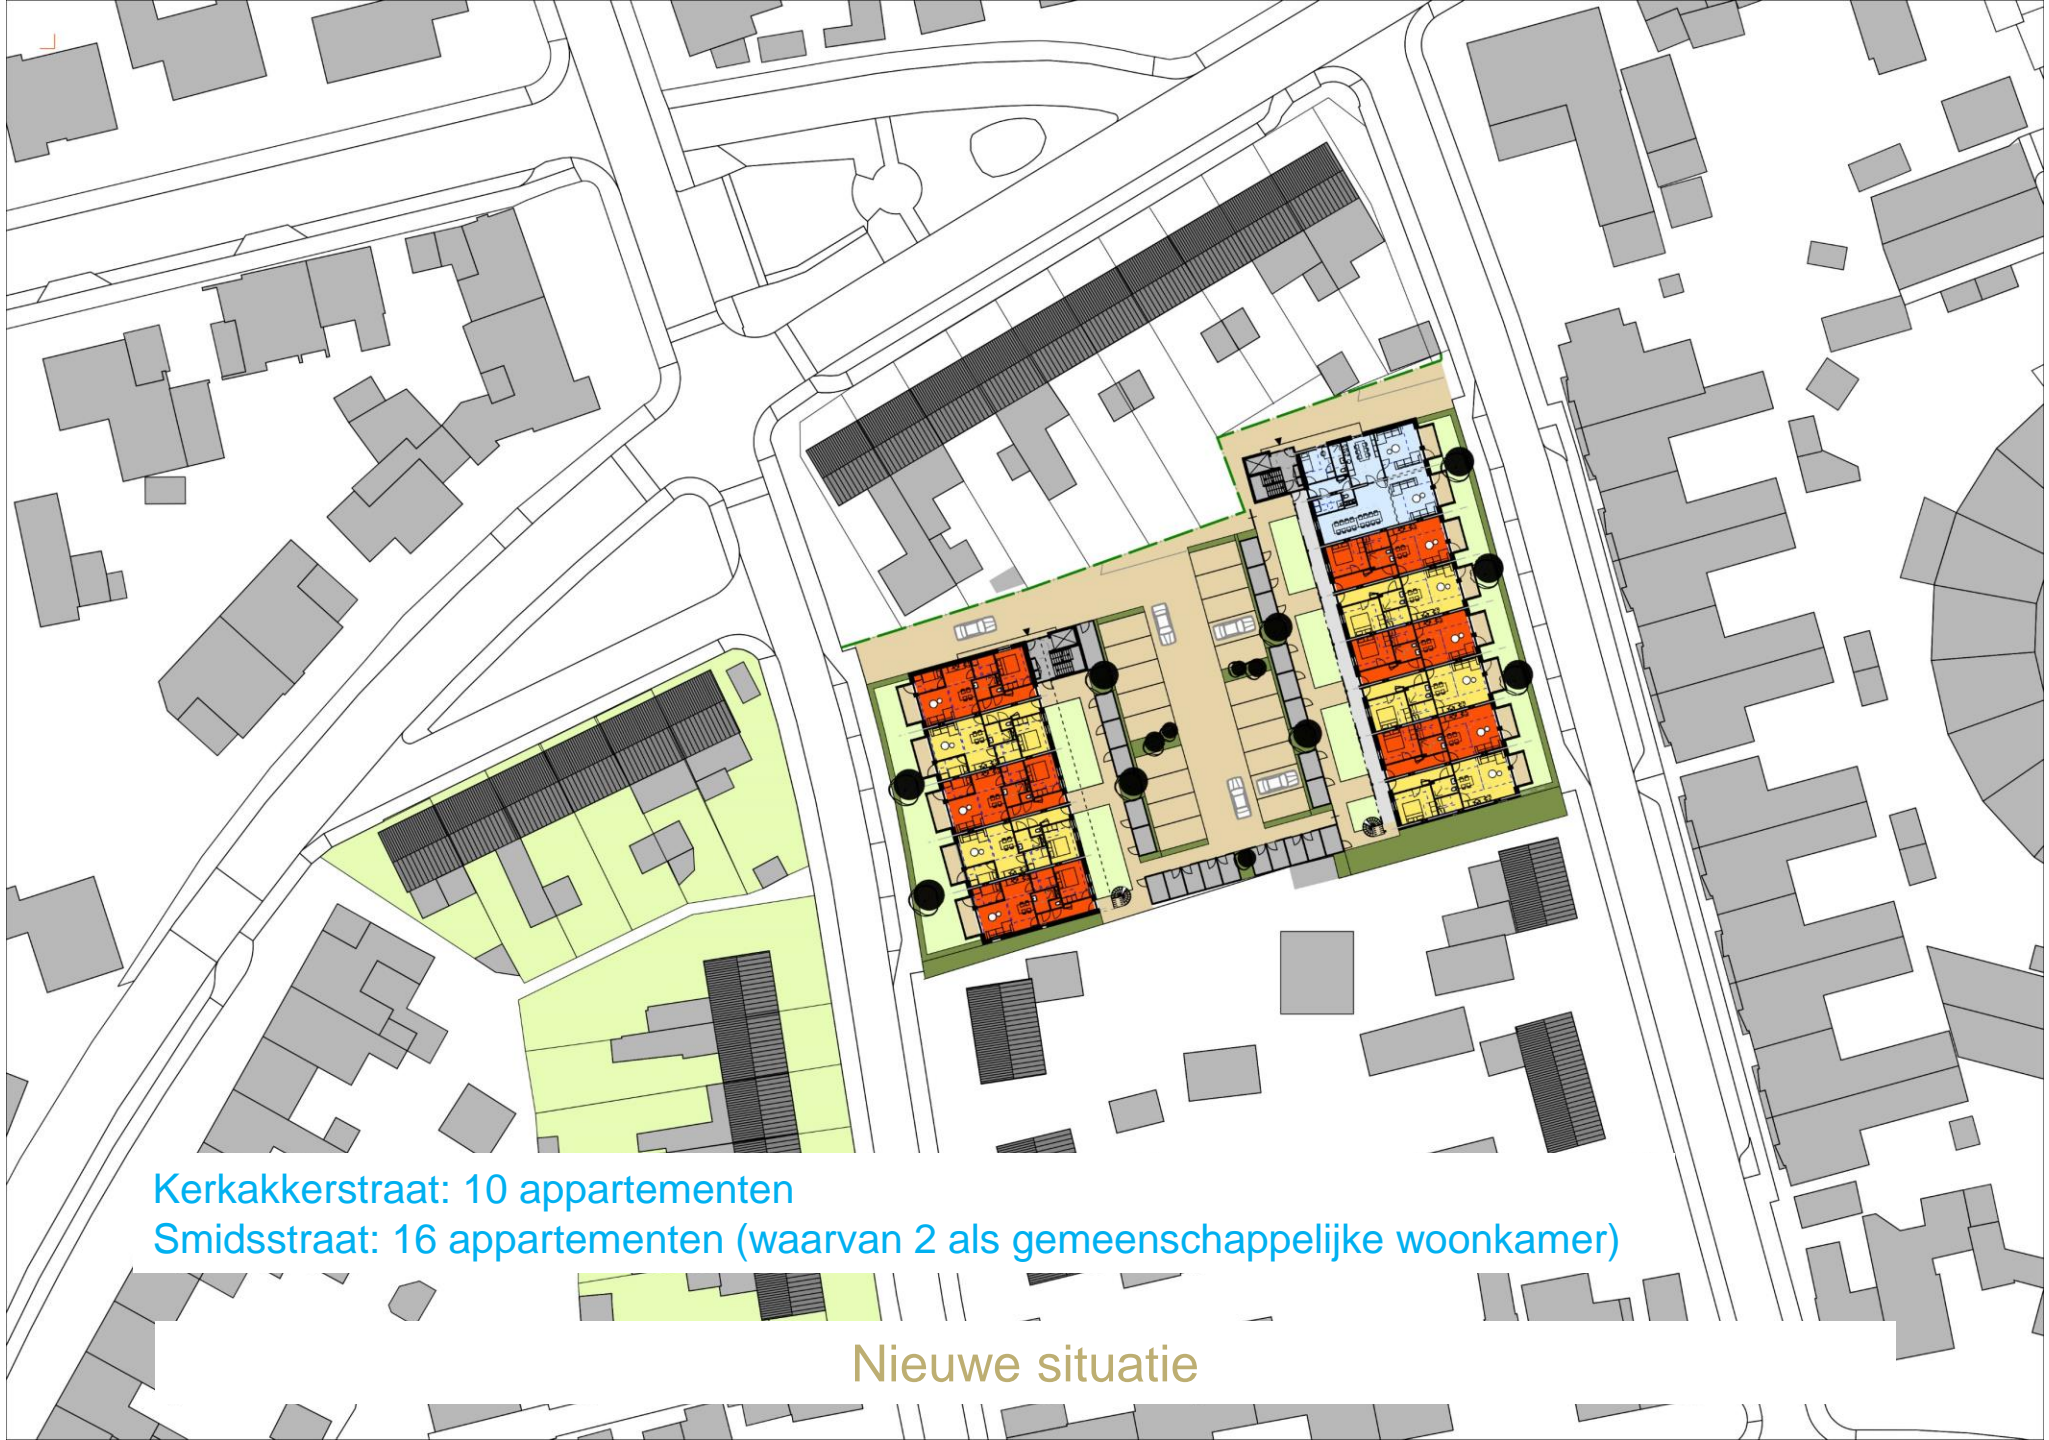 Kerkakkerstraat: 10 appartementen
Smidsstraat: 16 appartementen (waarvan 2 als gemeenschappelijke woonkamer)
Nieuwe situatie